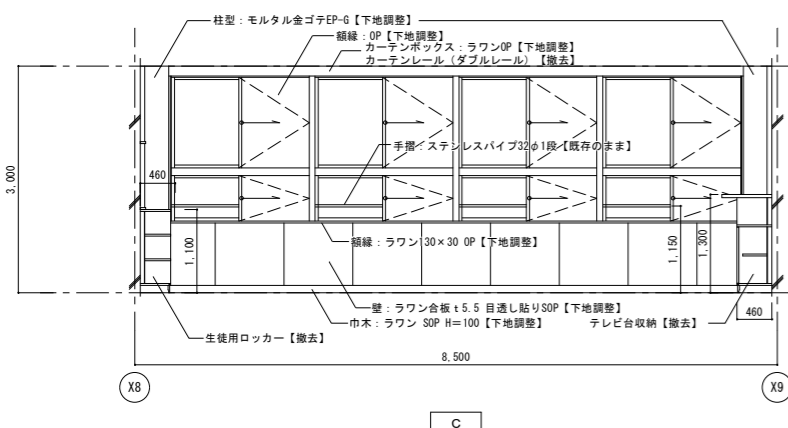 柱型：モルタル金ゴテEP-G【下地調整】
額縁：OP【下地調整】
カーテンボックス：ラワンOP【下地調整】
カーテンレール（ダブルレール）【撤去】
3,000
460
手摺：ステンレスパイプ32φ1段【既存のまま】
1,100
額縁：ラワン130×30 OP【下地調整】
1,150
1,300
壁：ラワン合板ｔ5.5 目透し貼りSOP【下地調整】
巾木：ラワン SOP H=100【下地調整】
テレビ台収納【撤去】
460
生徒用ロッカー【撤去】
8,500
X8
X9
C